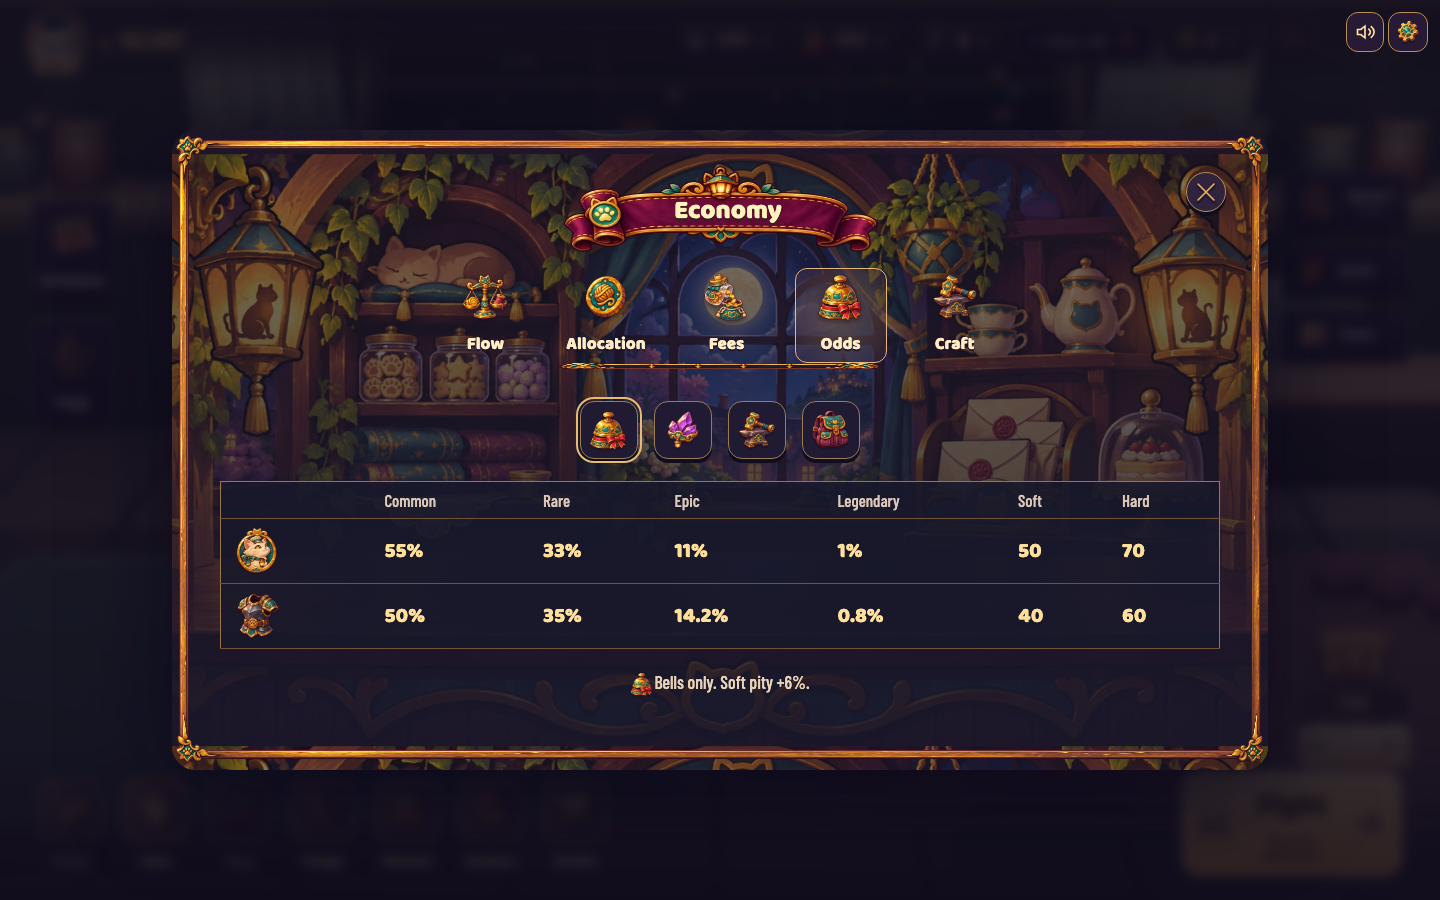 Economy
Flow
Allocation
Fees
Odds
Craft
Common Rare Epic Legendary Soft Hard
55% 33% 11% 1% 50 70
50% 35% 14.2% 0.8% 40 60
Bells only. Soft pity +6%.